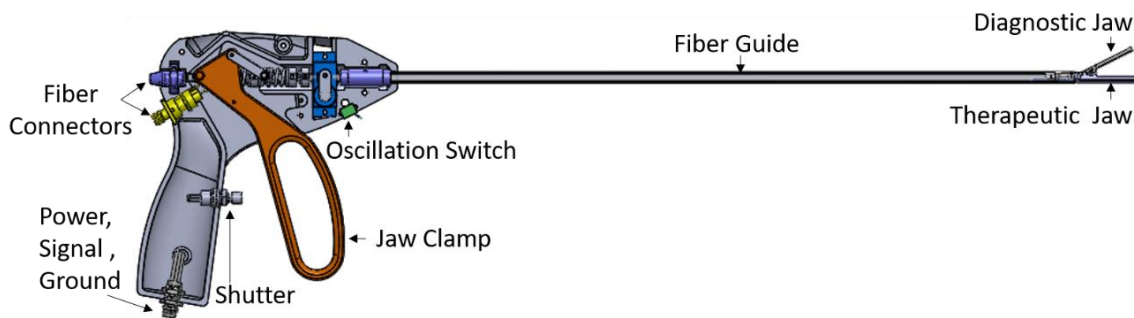 Diagnostic Jaw
Fiber Guide
Fiber
Connectors
Therapeutic Jaw
Oscillation Switch
Power,
Signal ,
Ground
Jaw Clamp
Shutter